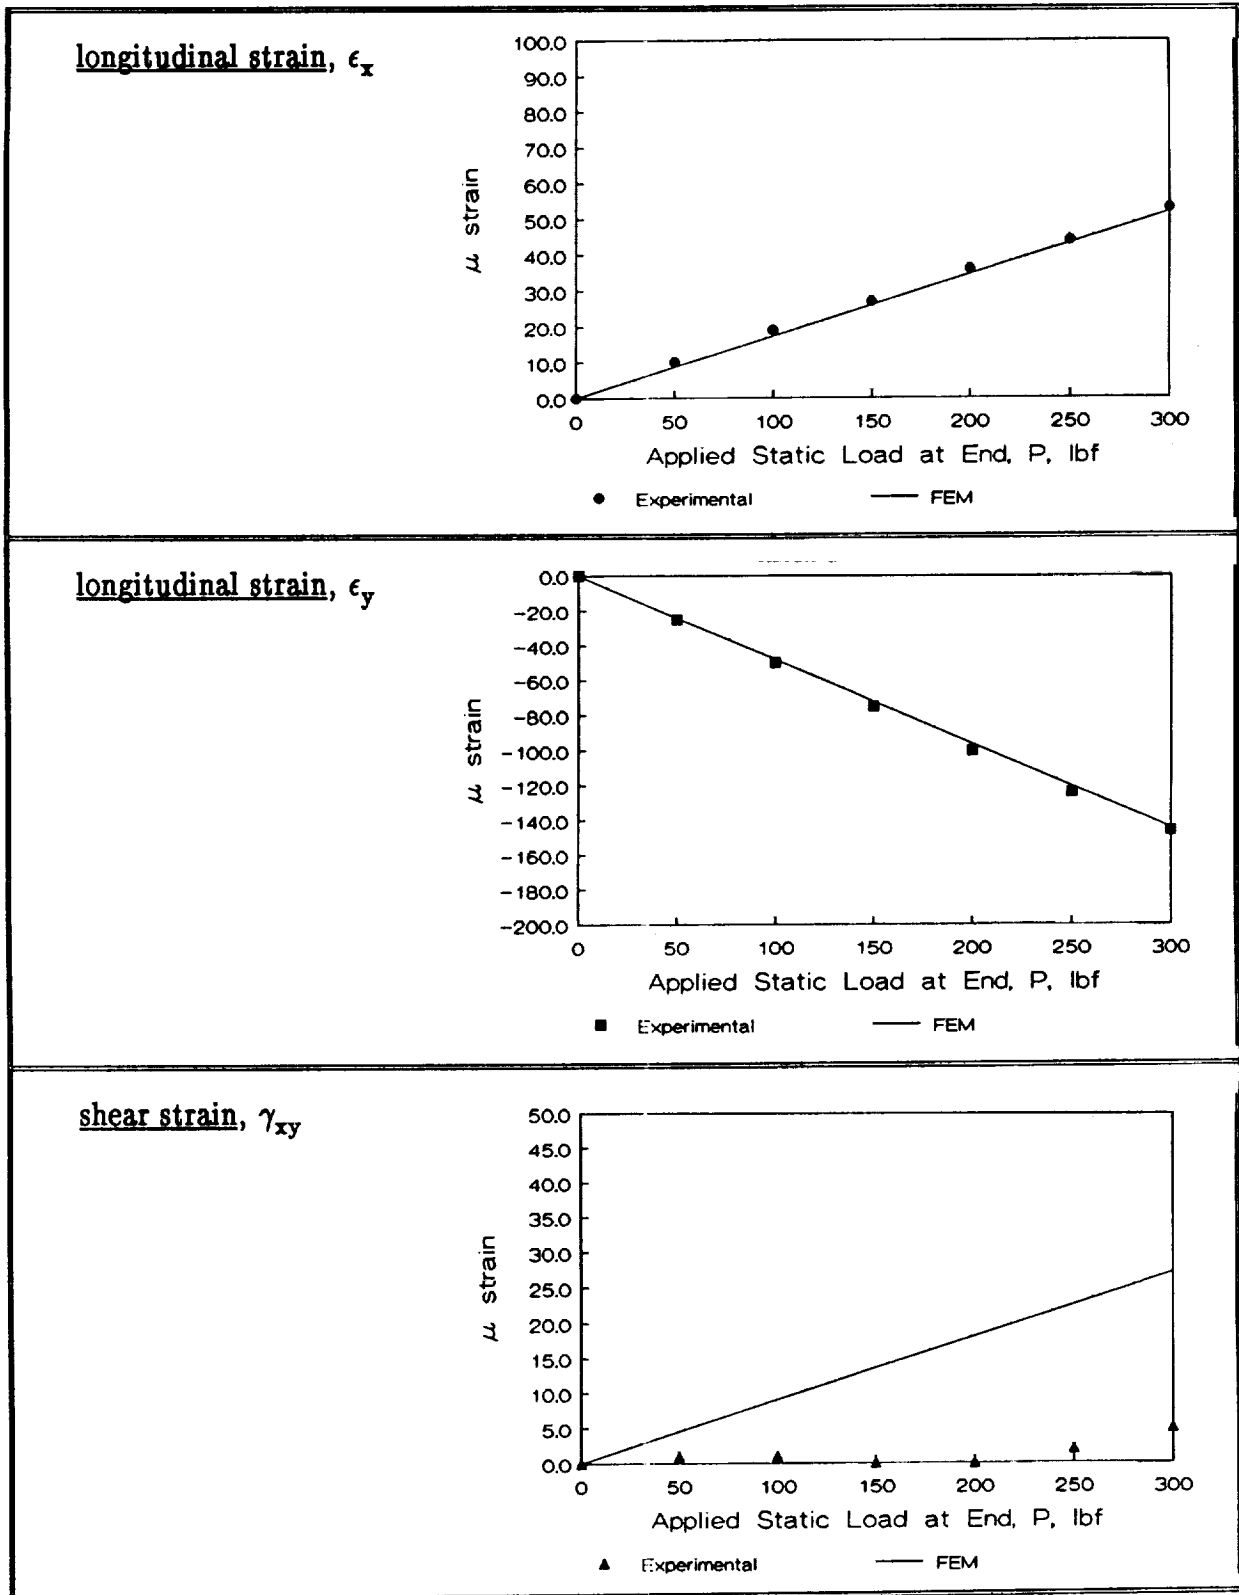 longitudinal strain, ϵx
100.0
90.0
80.0
70.0
60.0
50.0
40.0
30.0
20.0
10.0
0.0
μ strain
0 50 100 150 200 250 300
Applied Static Load at End, P, lbf
Experimental FEM
longitudinal strain, ϵy
0.0
-20.0
-40.0
-60.0
-80.0
-100.0
-120.0
-140.0
-160.0
-180.0
-200.0
μ strain
0 50 100 150 200 250 300
Applied Static Load at End, P, lbf
Experimental FEM
shear strain, γxy
50.0
45.0
40.0
35.0
30.0
25.0
20.0
15.0
10.0
5.0
0.0
μ strain
0 50 100 150 200 250 300
Applied Static Load at End, P, lbf
Experimental FEM